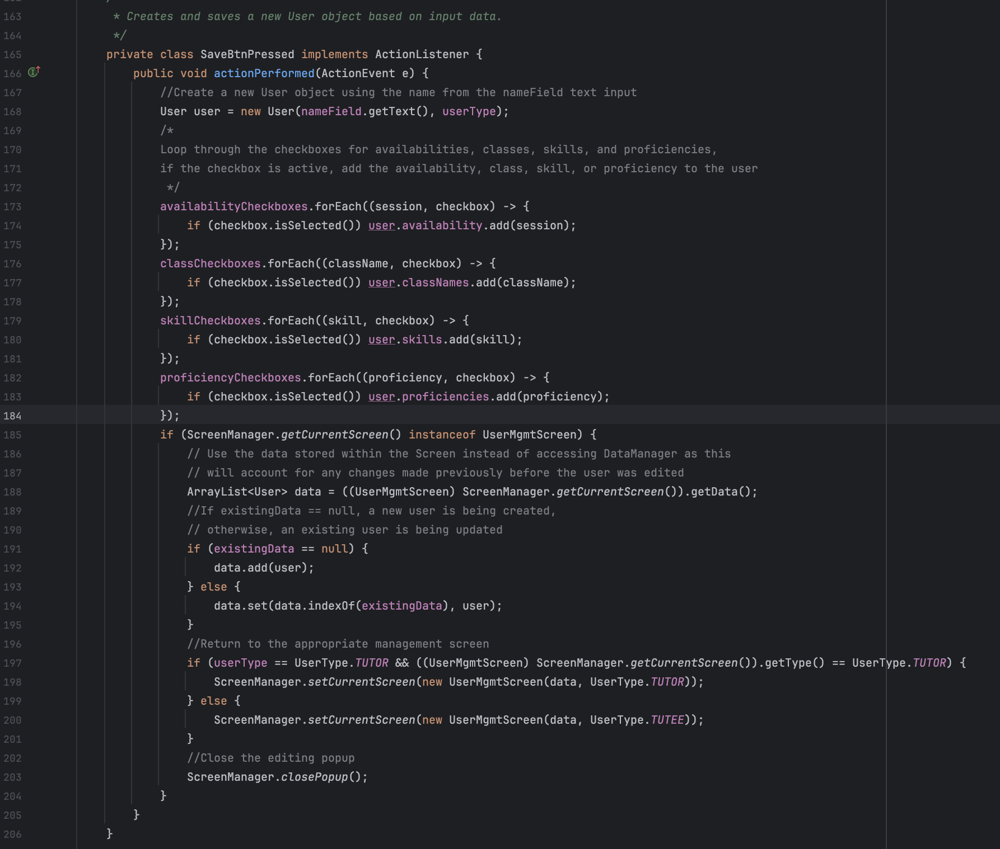 163 * Creates and saves a new User object based on input data.
164 */
165 private class SaveBtnPressed implements ActionListener {
166 public void actionPerformed(ActionEvent e) {
167 //Create a new User object using the name from the nameField text input
168 User user = new User(nameField.getText(), userType);
169 /*
170 Loop through the checkboxes for availabilities, classes, skills, and proficiencies,
171 if the checkbox is active, add the availability, class, skill, or proficiency to the user
172 */
173 availabilityCheckboxes.forEach((session, checkbox) -> {
174 if (checkbox.isSelected()) user.availability.add(session);
175 });
176 classCheckboxes.forEach((className, checkbox) -> {
177 if (checkbox.isSelected()) user.classNames.add(className);
178 });
179 skillCheckboxes.forEach((skill, checkbox) -> {
180 if (checkbox.isSelected()) user.skills.add(skill);
181 });
182 proficiencyCheckboxes.forEach((proficiency, checkbox) -> {
183 if (checkbox.isSelected()) user.proficiencies.add(proficiency);
184 });
185 if (ScreenManager.getCurrentScreen() instanceof UserMgmtScreen) {
186 // Use the data stored within the Screen instead of accessing DataManager as this
187 // will account for any changes made previously before the user was edited
188 ArrayList<User> data = ((UserMgmtScreen) ScreenManager.getCurrentScreen()).getData();
189 //If existingData == null, a new user is being created,
190 // otherwise, an existing user is being updated
191 if (existingData == null) {
192 data.add(user);
193 } else {
194 data.set(data.indexOf(existingData), user);
195 }
196 //Return to the appropriate management screen
197 if (userType == UserType.TUTOR && ((UserMgmtScreen) ScreenManager.getCurrentScreen()).getType() == UserType.TUTOR) {
198 ScreenManager.setCurrentScreen(new UserMgmtScreen(data, UserType.TUTOR));
199 } else {
200 ScreenManager.setCurrentScreen(new UserMgmtScreen(data, UserType.TUTEE));
201 }
202 //Close the editing popup
203 ScreenManager.closePopup();
204 }
205 }
206 }